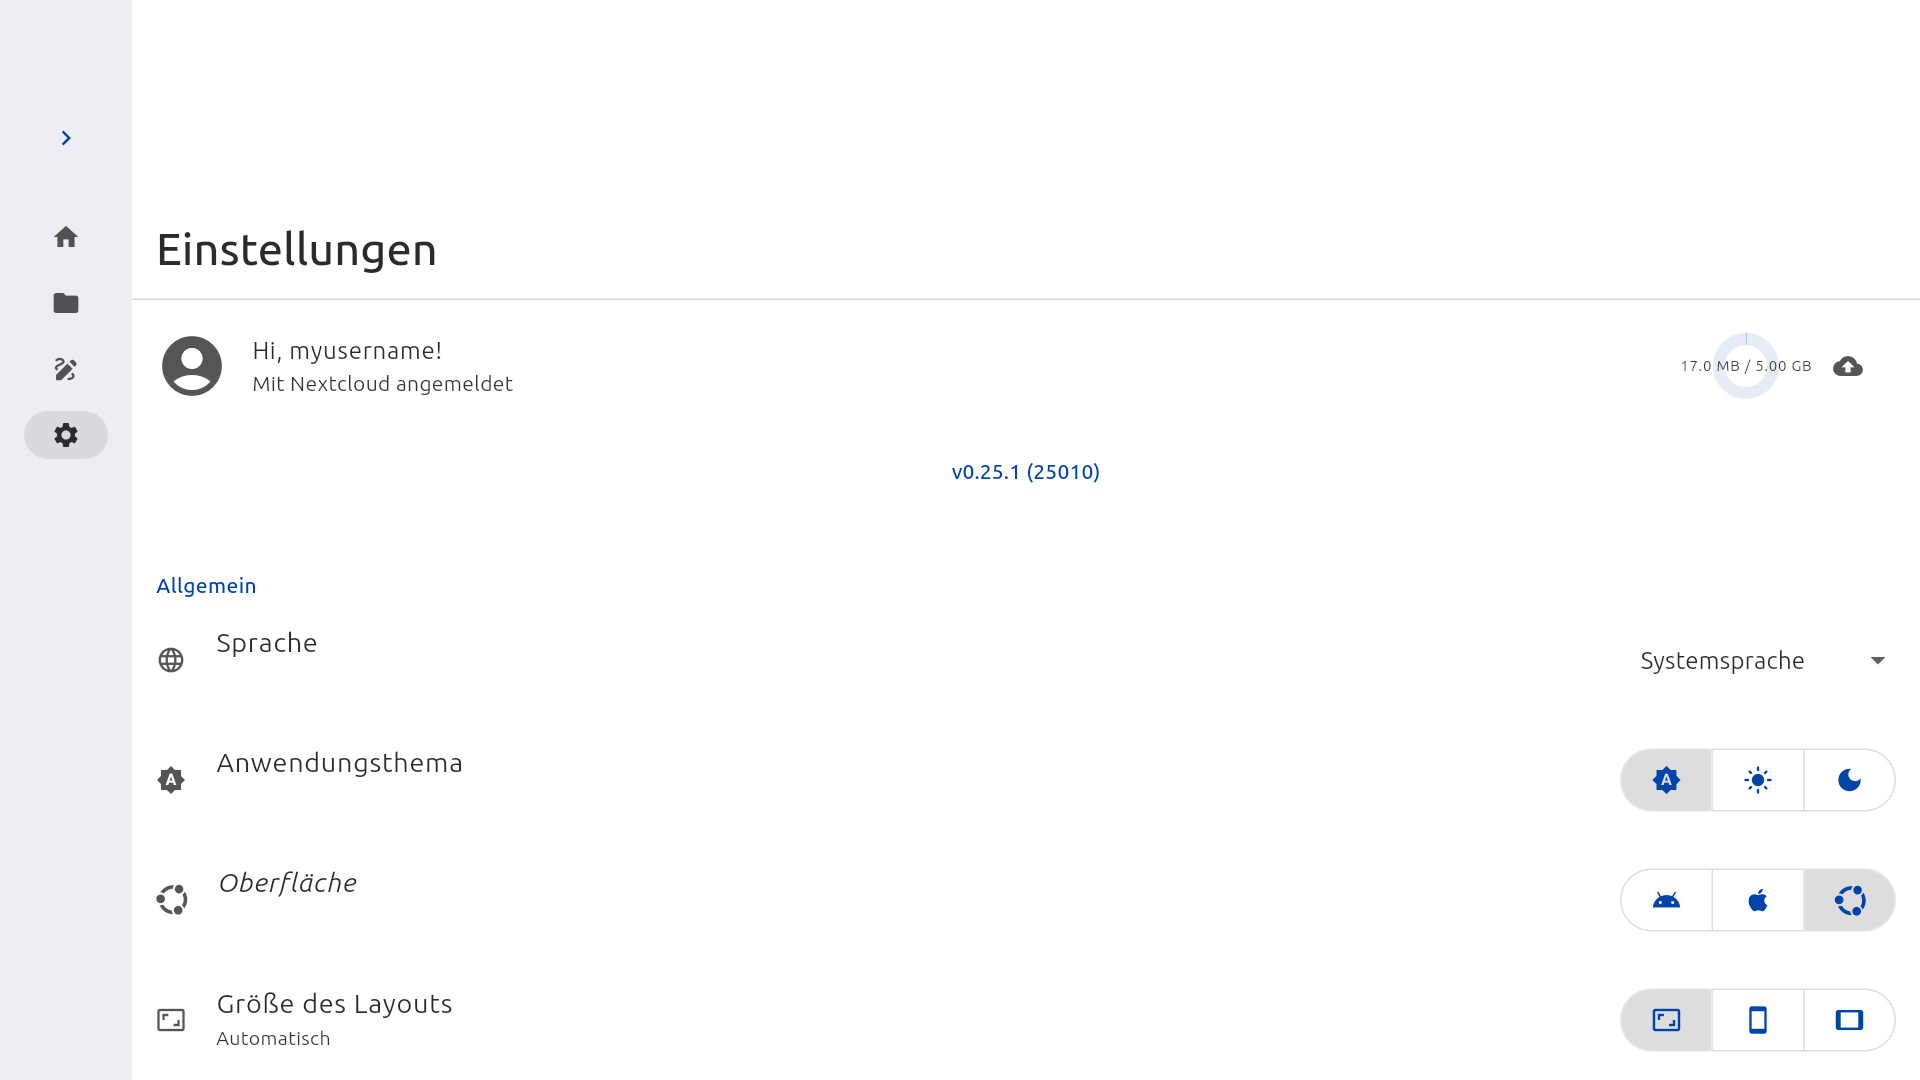 Einstellungen
Hi, myusername!
Mit Nextcloud angemeldet
17.0 MB / 5.00 GB
v0.25.1 (25010)
Allgemein
Sprache
Systemsprache
Anwendungsthema
Oberfläche
Größe des Layouts
Automatisch